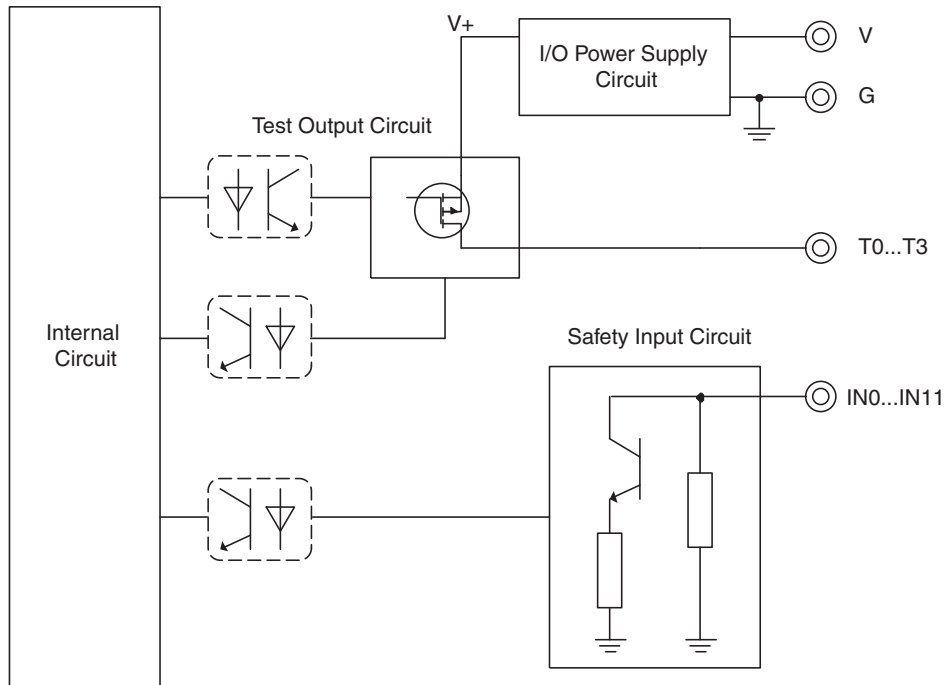 V+
I/O Power Supply
Circuit
V
G
Test Output Circuit
T0...T3
Internal
Circuit
Safety Input Circuit
IN0...IN11